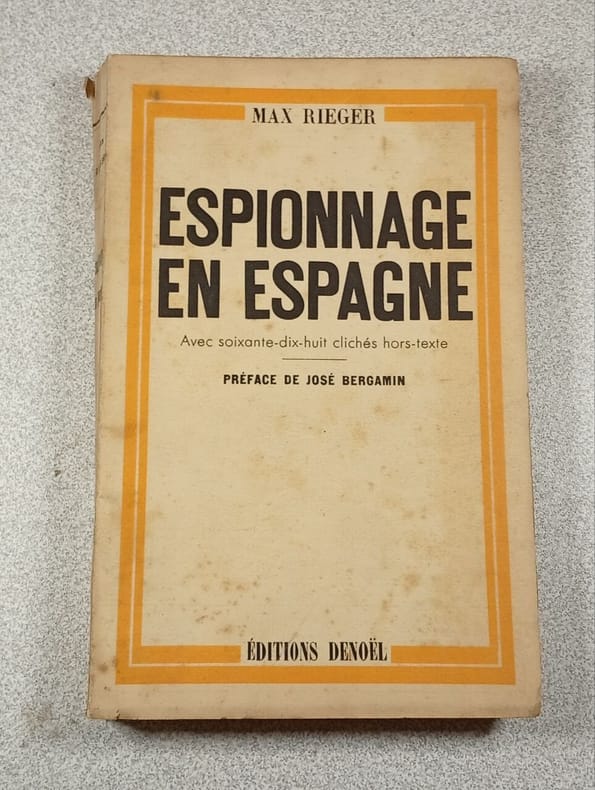 MAX RIEGER
ESPIONNAGE
EN ESPAGNE
Avec soixante-dix-huit clichés hors-texte
PRÉFACE DE JOSÉ BERGAMIN
ÉDITIONS DENOËL